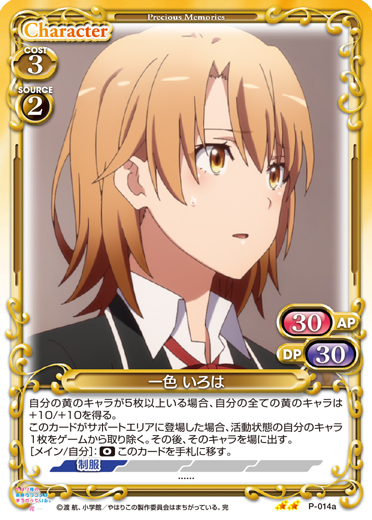 Precious Memories
Character
COST
3
SOURCE
2
30 AP
DP 30
一色 いろは
自分の黄のキャラが5枚以上いる場合、自分の全ての黄のキャラは
+10/+10を得る。
このカードがサポートエリアに登場した場合、活動状態の自分のキャラ
1枚をゲームから取り除く。その後、そのキャラを場に出す。
[メイン/自分]: このカードを手札に移す。
制服
……
©渡 航、小学館／やはりこの製作委員会はまちがっている。完
P-014a